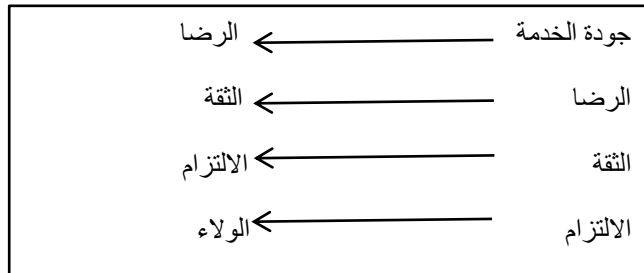 جودة الخدمة الرضا
الرضا الثقة
الثقة الالتزام
الالتزام الولاء